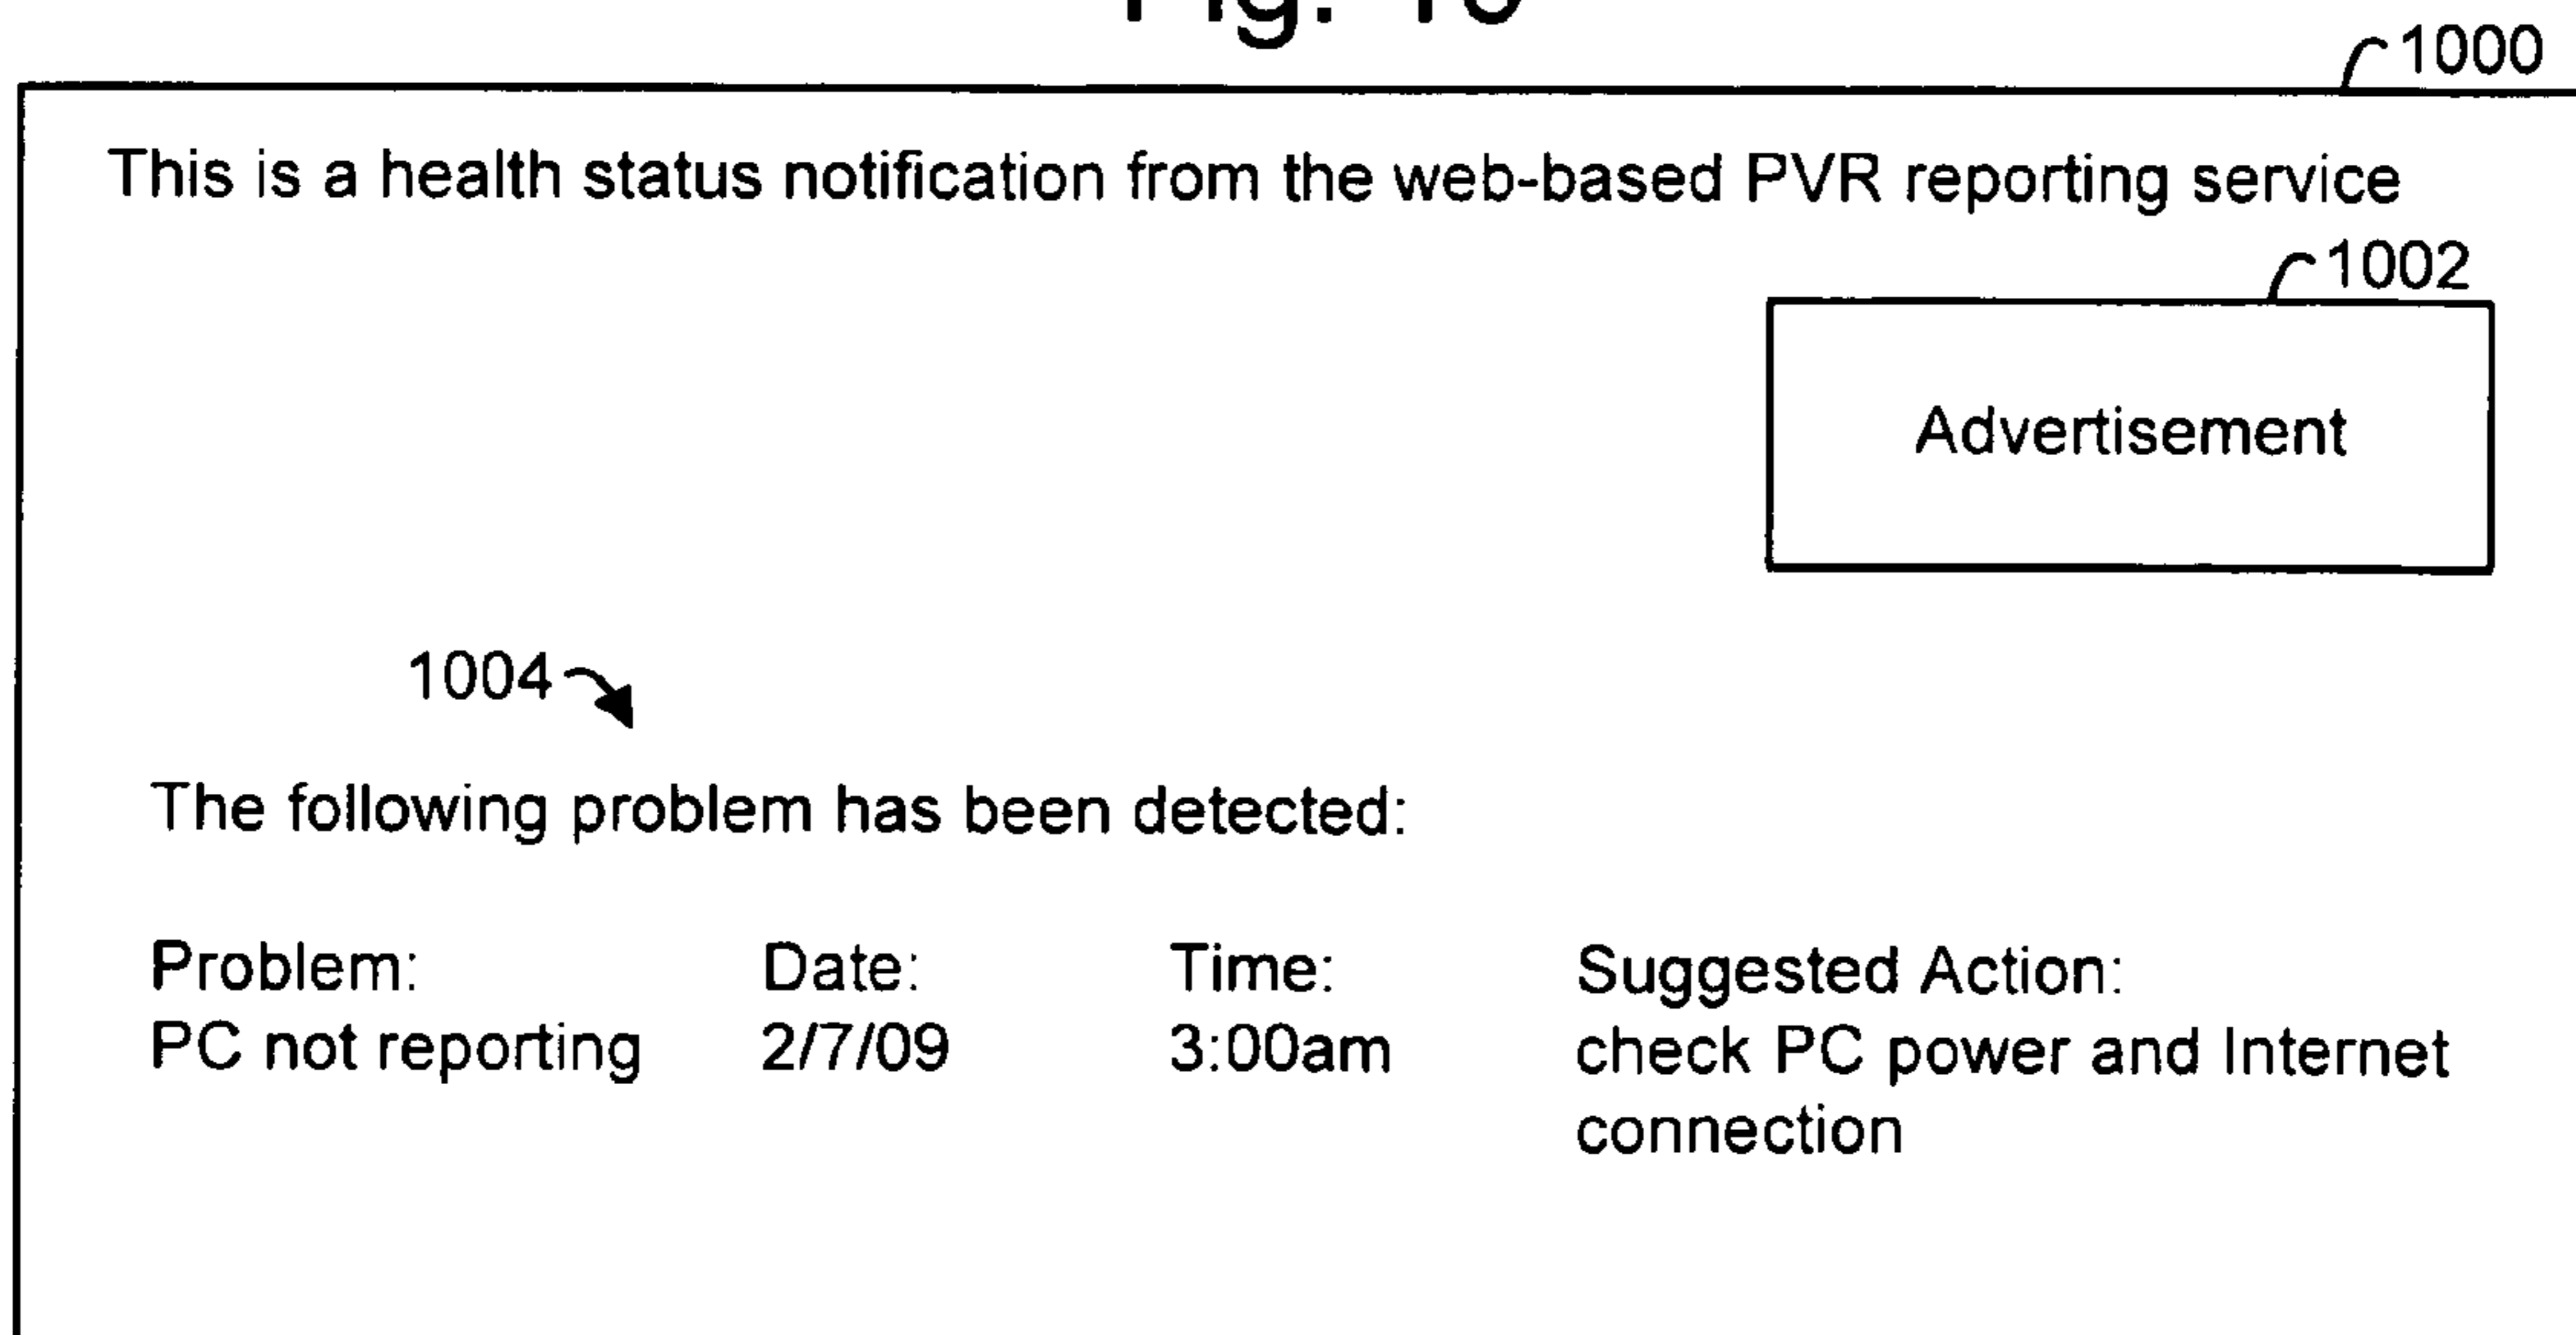 Fig. 10
1000
This is a health status notification from the web-based PVR reporting service
1002
Advertisement
1004
The following problem has been detected:
Problem: Date: Time: Suggested Action:
PC not reporting 2/7/09 3:00am check PC power and Internet
connection